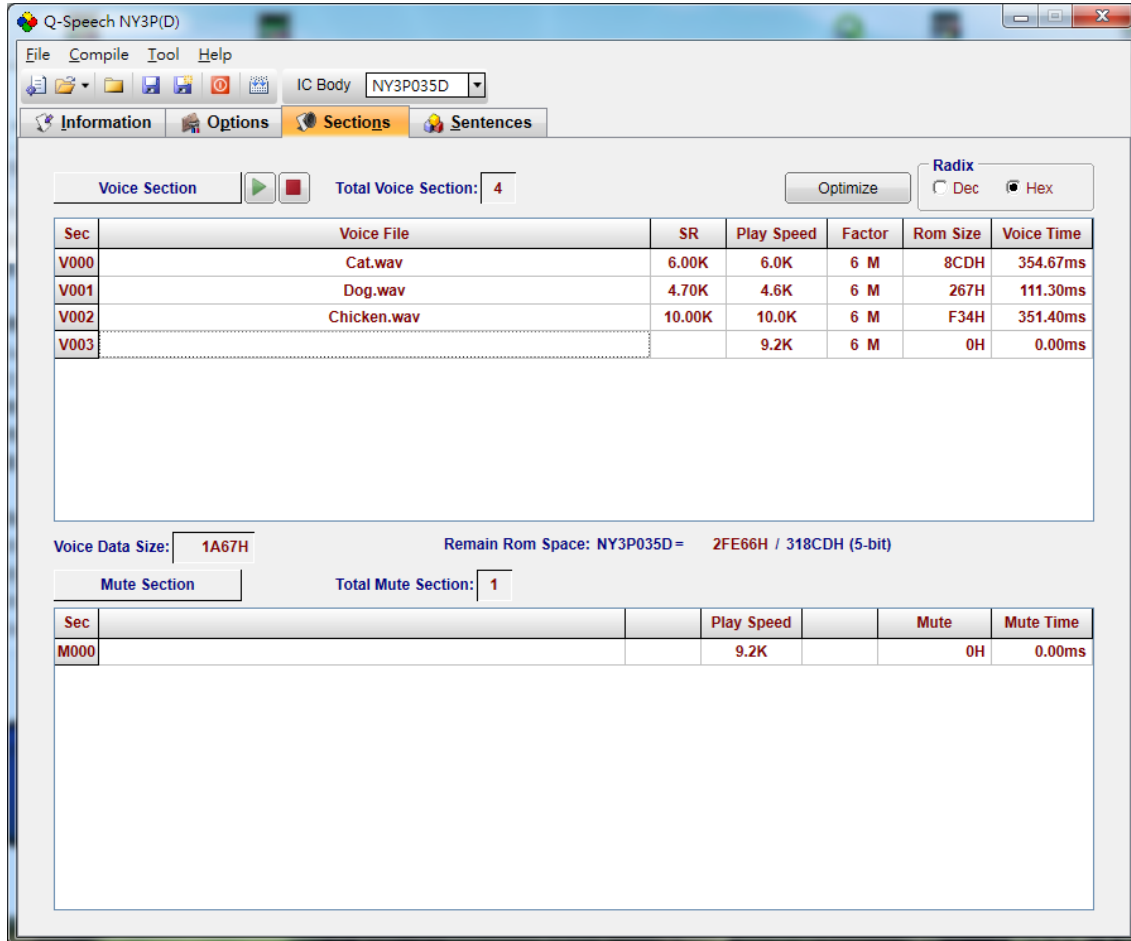 Q-Speech NY3P(D)
File Compile Tool Help
IC Body NY3P035D
Information Options Sections Sentences
Radix
Voice Section Total Voice Section: 4 Optimize Dec Hex
Sec Voice File SR Play Speed Factor Rom Size Voice Time
V000 Cat.wav 6.00K 6.0K 6 M 8CDH 354.67ms
V001 Dog.wav 4.70K 4.6K 6 M 267H 111.30ms
V002 Chicken.wav 10.00K 10.0K 6 M F34H 351.40ms
V003 9.2K 6 M 0H 0.00ms
Voice Data Size: 1A67H Remain Rom Space: NY3P035D= 2FE66H / 318CDH (5-bit)
Mute Section Total Mute Section: 1
Sec Play Speed Mute Mute Time
M000 9.2K 0H 0.00ms